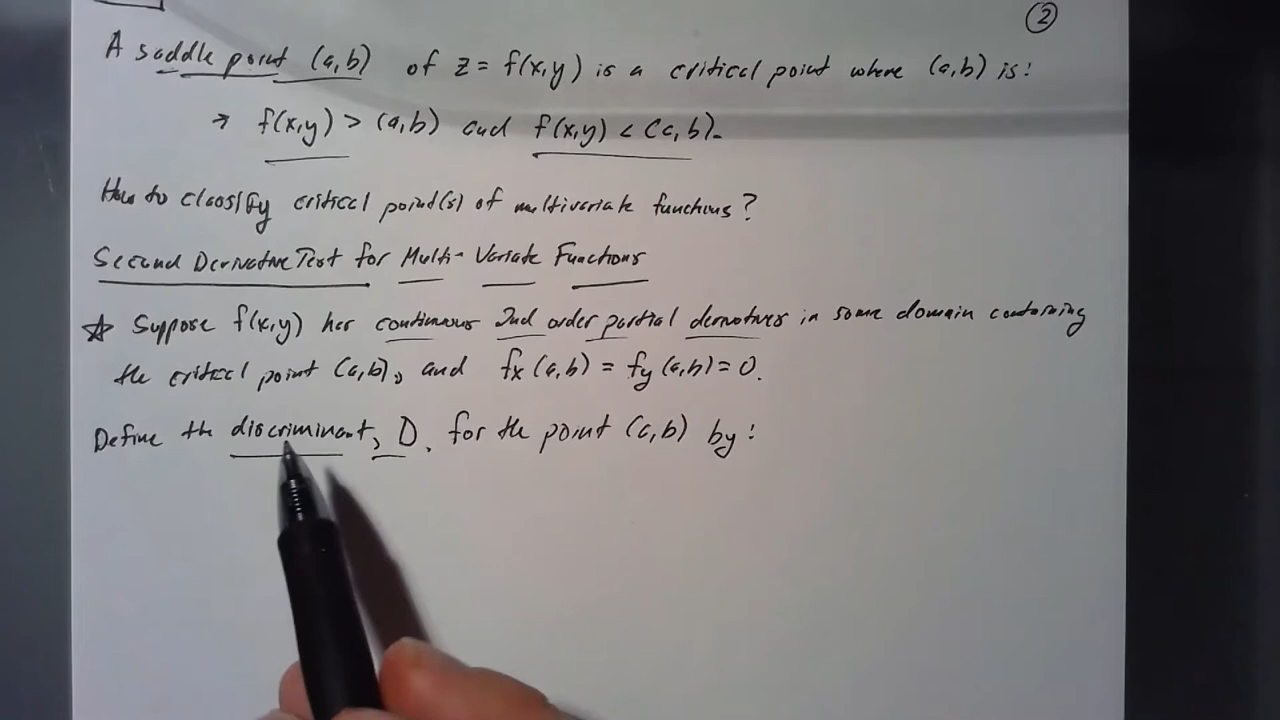 ②
A saddle point (a,b) of z = f(x,y) is a critical point where (a,b) is:
→ f(x,y) > (a,b) and f(x,y) < (a,b).
How to classify critical point(s) of multivariate functions?
Second Derivative Test for Multi-Variate Functions
☆ Suppose f(x,y) has continuous 2nd order partial derivatives in some domain containing
the critical point (a,b), and fx (a,b) = fy (a,b) = 0.
Define the discriminant, D, for the point (a,b) by: